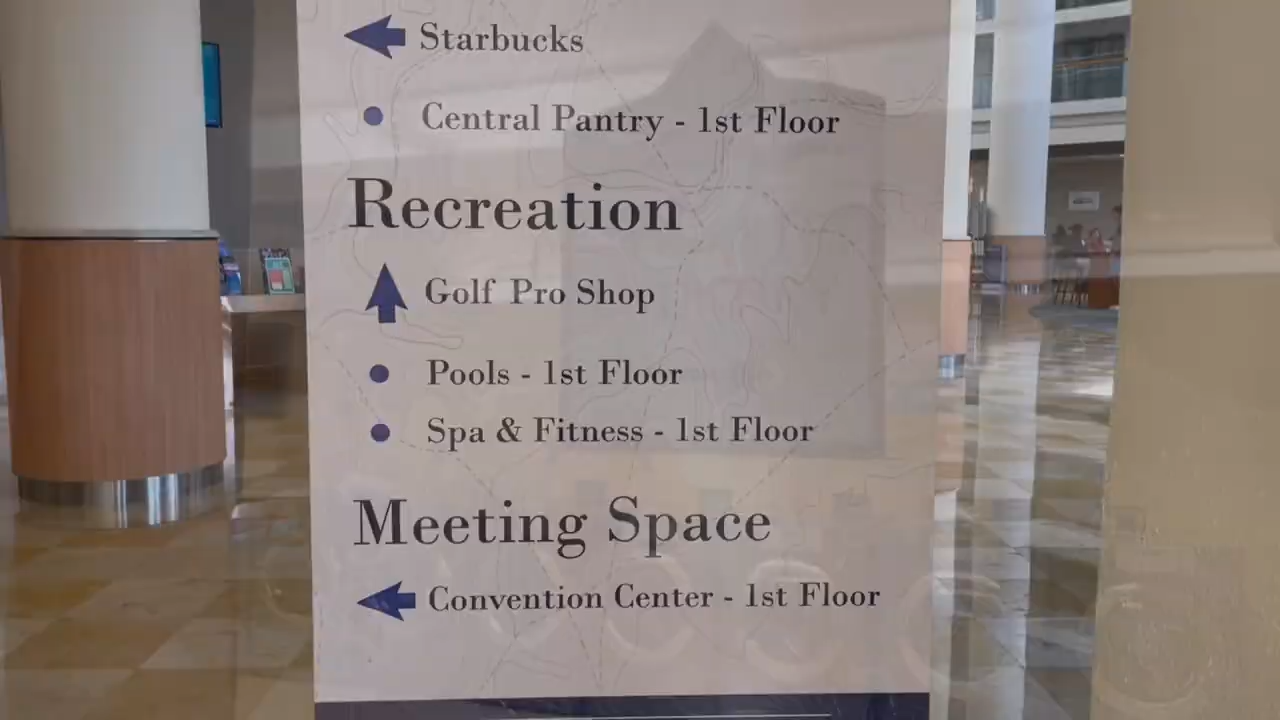 Starbucks
Central Pantry - 1st Floor
Recreation
Golf Pro Shop
Pools - 1st Floor
Spa & Fitness - 1st Floor
Meeting Space
Convention Center - 1st Floor